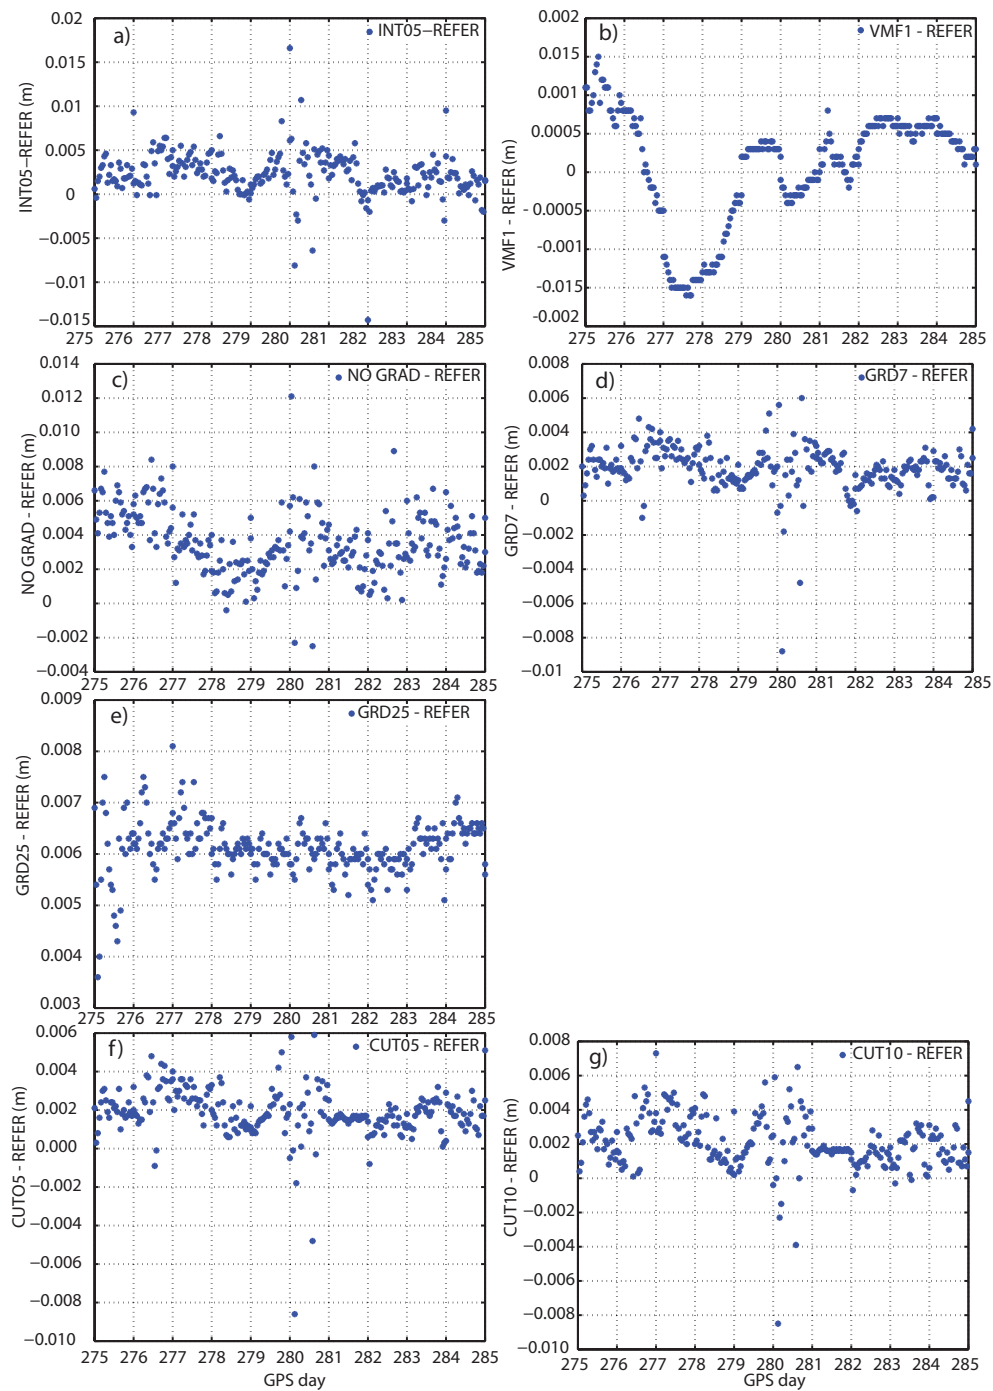 a)
INT05−REFER
INT05−REFER (m)
0.02
0.015
0.01
0.005
0
−0.005
−0.01
−0.015
275 276 277 278 279 280 281 282 283 284 285
b)
VMF1 - REFER
VMF1 - REFER (m)
0.002
0.015
0.001
0.0005
0
- 0.0005
-0.001
-0.015
-0.002
275 276 277 278 279 280 281 282 283 284 285
c)
NO GRAD - REFER
NO GRAD - REFER (m)
0.014
0.012
0.010
0.008
0.006
0.004
0.002
0
−0.002
−0.004
275 276 277 278 279 280 281 282 283 284 285
d)
GRD7 - REFER
GRD7 - REFER (m)
0.008
0.006
0.004
0.002
0
−0.002
−0.004
−0.006
−0.008
−0.01
275 276 277 278 279 280 281 282 283 284 285
e)
GRD25 - REFER
GRD25 - REFER (m)
0.009
0.008
0.007
0.006
0.005
0.004
0.003
275 276 277 278 279 280 281 282 283 284 285
f)
CUT05 - REFER
CUTO5 - REFER (m)
0.006
0.004
0.002
0.000
−0.002
−0.004
−0.006
−0.008
−0.010
275 276 277 278 279 280 281 282 283 284 285
GPS day
g)
CUT10 - REFER
CUT10 - REFER (m)
0.008
0.006
0.004
0.002
0
−0.002
−0.004
−0.006
−0.008
−0.010
275 276 277 278 279 280 281 282 283 284 285
GPS day